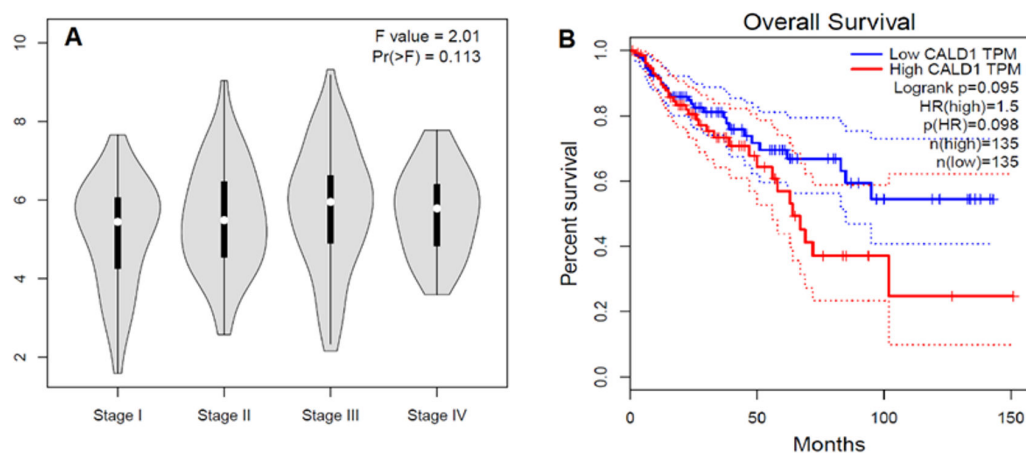 A
F value = 2.01
Pr(>F) = 0.113
10
8
6
4
2
Stage I
Stage II
Stage III
Stage IV
B
Overall Survival
Low CALD1 TPM
High CALD1 TPM
Logrank p=0.095
HR(high)=1.5
p(HR)=0.098
n(high)=135
n(low)=135
Percent survival
1.0
0.8
0.6
0.4
0.2
0.0
0
50
100
150
Months